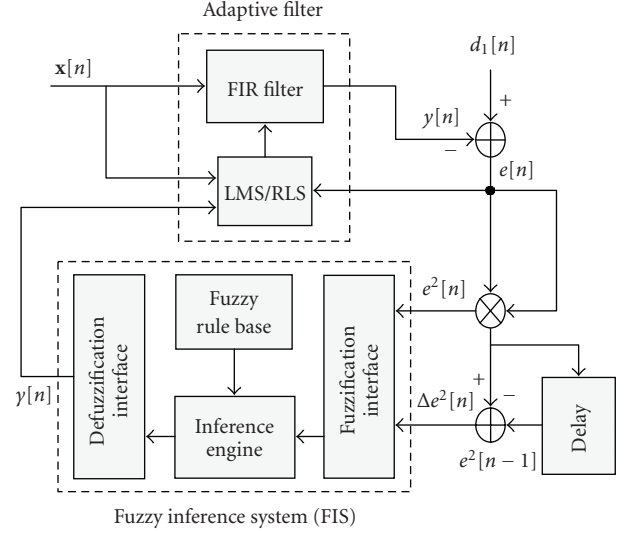 Adaptive filter
x[n]
FIR filter
d₁[n]
+
y[n]
−
e[n]
LMS/RLS
Defuzzification
interface
Fuzzy
rule base
Inference
engine
Fuzzification
interface
e²[n]
+
−
Δe²[n]
e²[n − 1]
Delay
γ[n]
Fuzzy inference system (FIS)